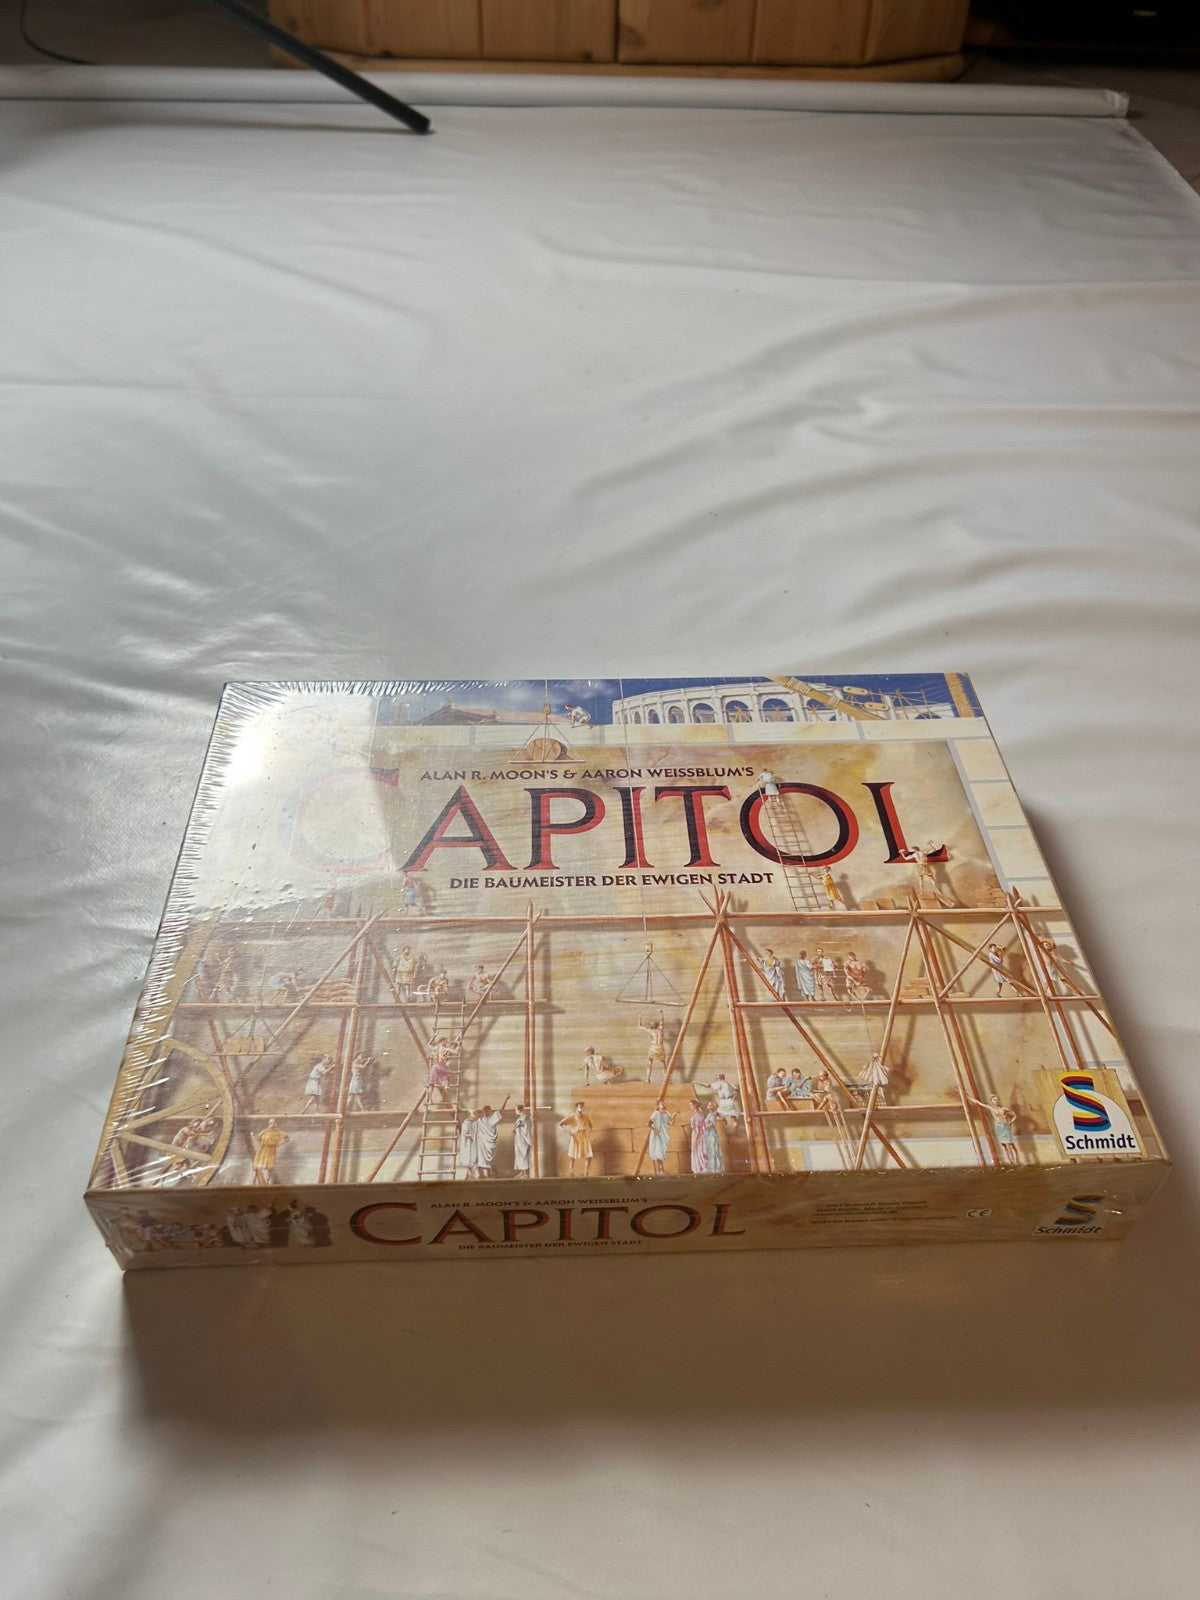 ALAN R. MOON'S & AARON WEISSBLUM'S
CAPITOL
DIE BAUMEISTER DER EWIGEN STADT
Schmidt
ALAN R. MOON'S & AARON WEISSBLUM'S
CAPITOL
DIE BAUMEISTER DER EWIGEN STADT
CE
Schmidt